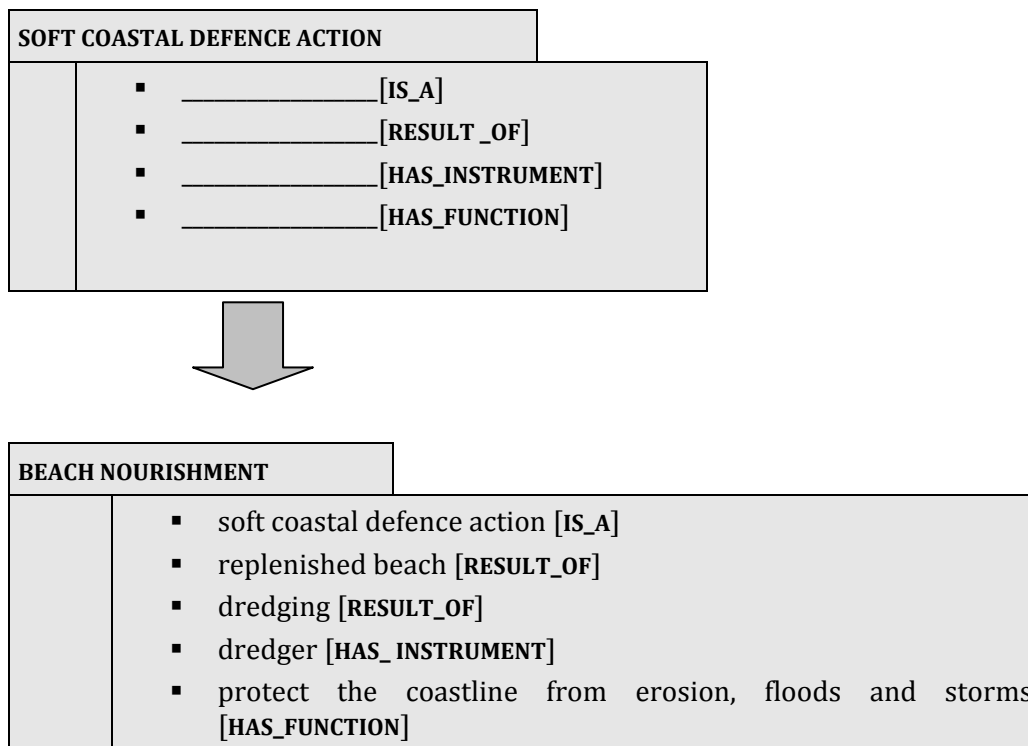 SOFT COASTAL DEFENCE ACTION
▪ __________________[IS_A]
▪ __________________[RESULT _OF]
▪ __________________[HAS_INSTRUMENT]
▪ __________________[HAS_FUNCTION]
BEACH NOURISHMENT
▪ soft coastal defence action [IS_A]
▪ replenished beach [RESULT_OF]
▪ dredging [RESULT_OF]
▪ dredger [HAS_ INSTRUMENT]
▪ protect the coastline from erosion, floods and storms
[HAS_FUNCTION]